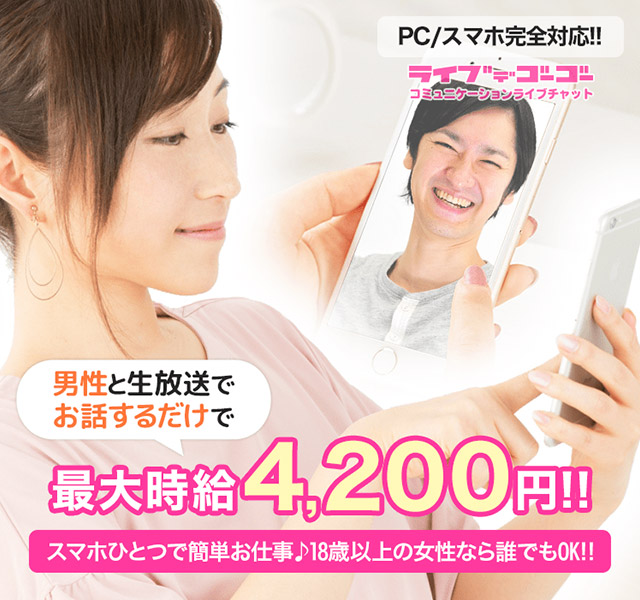 PC/スマホ完全対応!!
ライブでゴーゴー
コミュニケーションライブチャット
男性と生放送で
お話するだけで
最大時給4,200円!!
スマホひとつで簡単お仕事♪18歳以上の女性なら誰でもOK!!